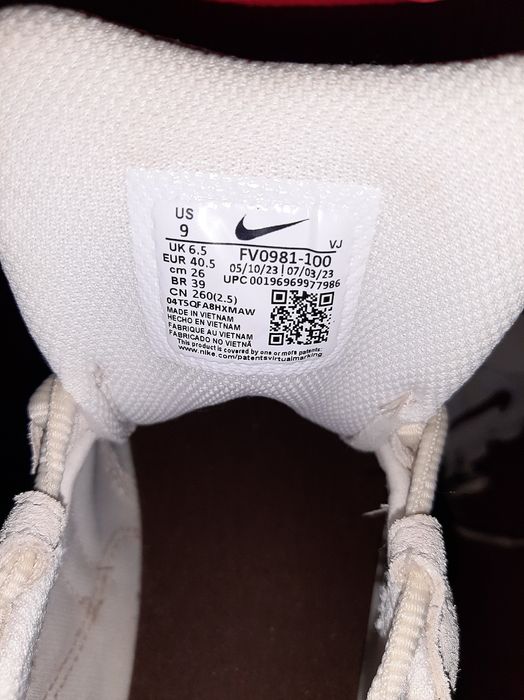 US
9
VJ
UK 6.5
FV0981-100
EUR 40.5
05/10/23 | 07/03/23
cm 26
UPC 00196969977986
BR 39
CN 260(2.5)
04T5QFA8HXMAW
MADE IN VIETNAM
HECHO EN VIETNAM
FABRIQUE AU VIETNAM
FABRICADO NO VIETNÃ
This product is covered by one or more patents.
www.nike.com/patentsvirtualmarking